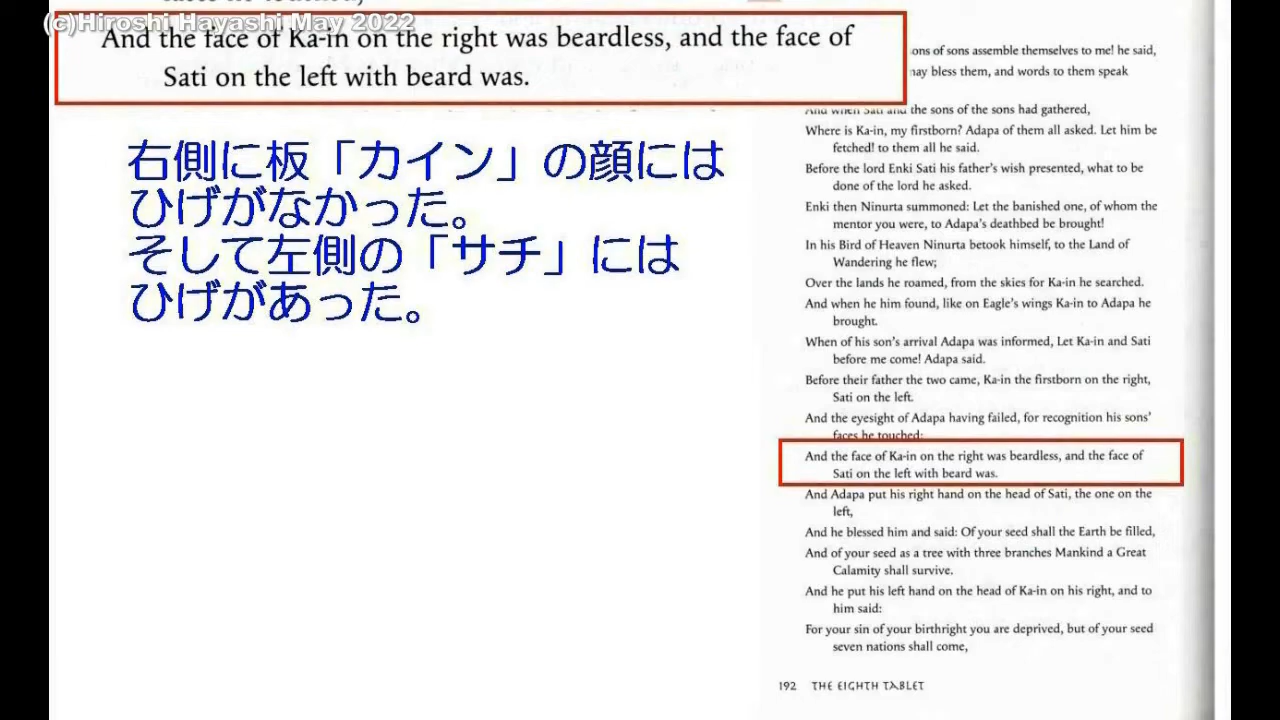 (c)Hiroshi Hayashi May 2022
And the face of Ka-in on the right was beardless, and the face of
Sati on the left with beard was.
右側に板「カイン」の顔には
ひげがなかった。
そして左側の「サチ」には
ひげがあった。
ons of sons assemble themselves to me! he said,
may bless them, and words to them speak
And when Sati and the sons of the sons had gathered,
Where is Ka-in, my firstborn? Adapa of them all asked. Let him be
fetched! to them all he said.
Before the lord Enki Sati his father's wish presented, what to be
done of the lord he asked.
Enki then Ninurta summoned: Let the banished one, of whom the
mentor you were, to Adapa's deathbed be brought!
In his Bird of Heaven Ninurta betook himself, to the Land of
Wandering he flew;
Over the lands he roamed, from the skies for Ka-in he searched.
And when he him found, like on Eagle's wings Ka-in to Adapa he
brought.
When of his son's arrival Adapa was informed, Let Ka-in and Sati
before me come! Adapa said.
Before their father the two came, Ka-in the firstborn on the right,
Sati on the left.
And the eyesight of Adapa having failed, for recognition his sons'
faces he touched;
And the face of Ka-in on the right was beardless, and the face of
Sati on the left with beard was.
And Adapa put his right hand on the head of Sati, the one on the
left,
And he blessed him and said: Of your seed shall the Earth be filled,
And of your seed as a tree with three branches Mankind a Great
Calamity shall survive.
And he put his left hand on the head of Ka-in on his right, and to
him said:
For your sin of your birthright you are deprived, but of your seed
seven nations shall come,
192 THE EIGHTH TABLET